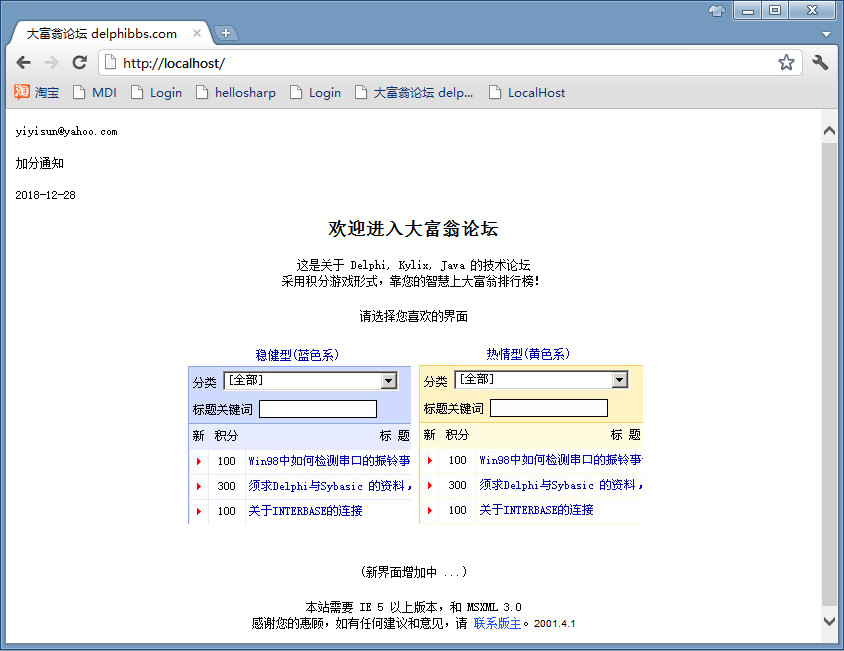 大富翁论坛 delphibbs.com
http://localhost/
淘宝 MDI Login hellosharp Login 大富翁论坛 delp... LocalHost
yiyisun@yahoo.com
加分通知
2018-12-28
欢迎进入大富翁论坛
这是关于 Delphi, Kylix, Java 的技术论坛
采用积分游戏形式，靠您的智慧上大富翁排行榜！
请选择您喜欢的界面
稳健型(蓝色系)
分类 [全部]
标题关键词
新 积分 标 题
100 Win98中如何检测串口的振铃事
300 须求Delphi与Sybasic 的资料，
100 关于INTERBASE的连接
热情型(黄色系)
分类 [全部]
标题关键词
新 积分 标 题
100 Win98中如何检测串口的振铃事
300 须求Delphi与Sybasic 的资料，
100 关于INTERBASE的连接
(新界面增加中 ...)
本站需要 IE 5 以上版本，和 MSXML 3.0
感谢您的惠顾，如有任何建议和意见，请 联系版主。2001.4.1